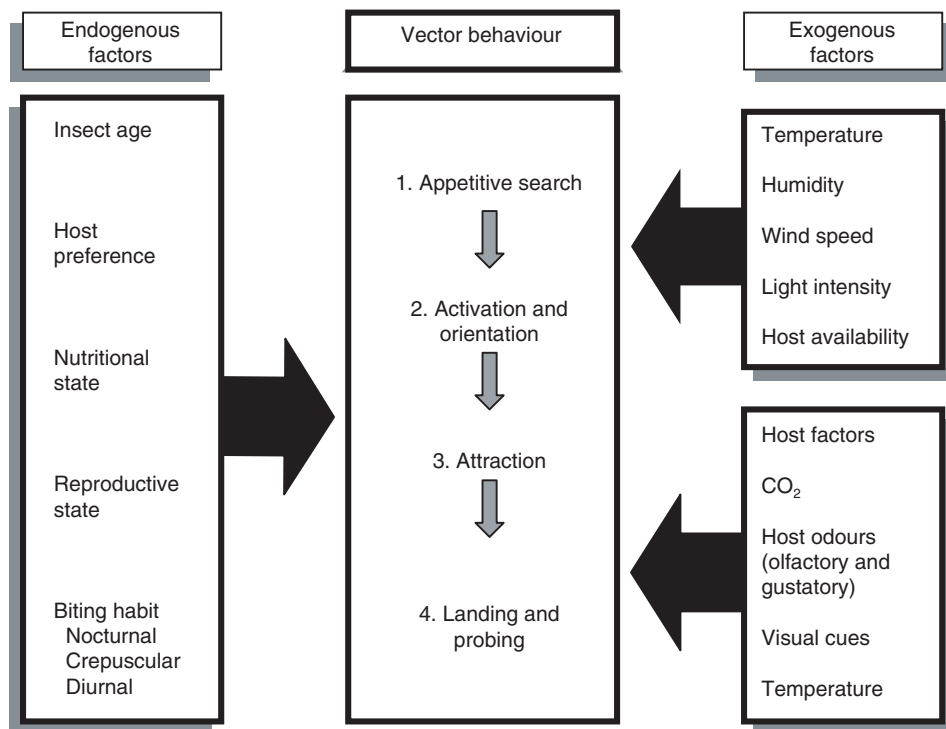 Endogenous
factors
Vector behaviour
Exogenous
factors
Insect age
Host
preference
Nutritional
state
Reproductive
state
Biting habit
Nocturnal
Crepuscular
Diurnal
1. Appetitive search
2. Activation and
orientation
3. Attraction
4. Landing and
probing
Temperature
Humidity
Wind speed
Light intensity
Host availability
Host factors
CO₂
Host odours
(olfactory and
gustatory)
Visual cues
Temperature